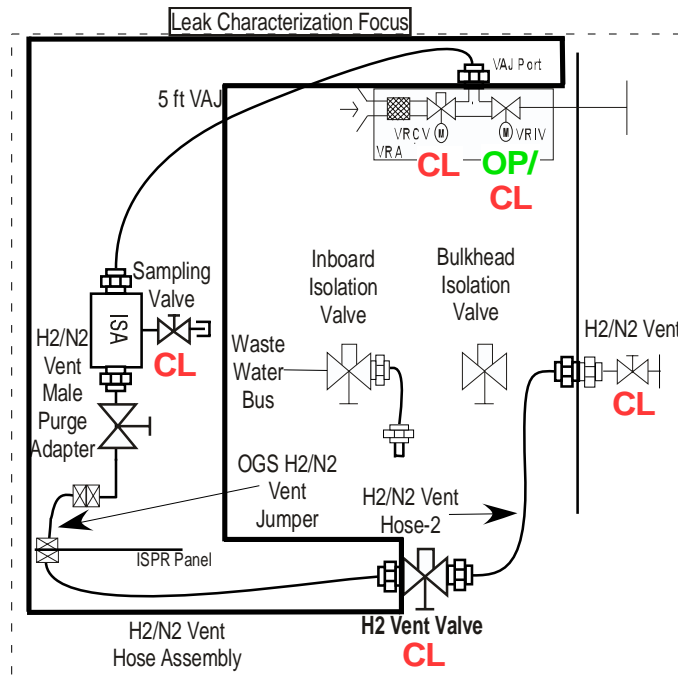 Leak Characterization Focus
VAJ Port
5 ft VAJ
VRCV
M
M
VRIV
VRA
CL
OP/
CL
Sampling
Valve
ISA
CL
H2/N2
Vent
Male
Purge
Adapter
Inboard
Isolation
Valve
Bulkhead
Isolation
Valve
Waste
Water
Bus
H2/N2 Vent
CL
OGS H2/N2
Vent
Jumper
H2/N2 Vent
Hose-2
ISPR Panel
H2 Vent Valve
CL
H2/N2 Vent
Hose Assembly